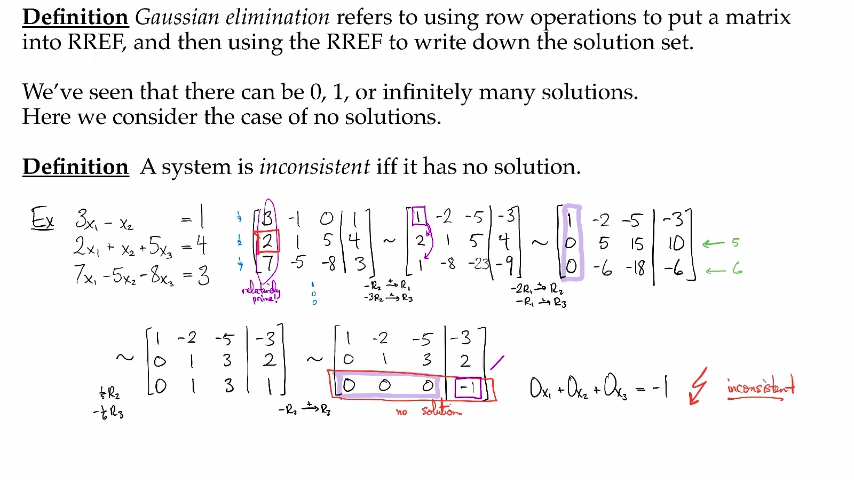 Definition Gaussian elimination refers to using row operations to put a matrix
into RREF, and then using the RREF to write down the solution set.
We've seen that there can be 0, 1, or infinitely many solutions.
Here we consider the case of no solutions.
Definition A system is inconsistent iff it has no solution.
Ex 3x₁ - x₂ = 1
2x₁ + x₂ + 5x₃ = 4
7x₁ - 5x₂ - 8x₃ = 3
[3 -1 0 | 1]
[2 1 5 | 4]
[7 -5 -8 | 3]
relatively
prime!
1
0
0
~
[1 -2 -5 | -3]
[2 1 5 | 4]
[1 -8 -23 | -9]
-R₂ → R₁
-3R₂ → R₃
~
[1 -2 -5 | -3]
[0 5 15 | 10] ← 5
[0 -6 -18 | -6] ← 6
-2R₁ → R₂
-R₁ → R₃
~
[1 -2 -5 | -3]
[0 1 3 | 2]
[0 1 3 | 1]
⅕R₂
-⅙R₃
~
[1 -2 -5 | -3]
[0 1 3 | 2]
[0 0 0 | -1]
-R₂ → R₃
no solution
0x₁ + 0x₂ + 0x₃ = -1
inconsistent